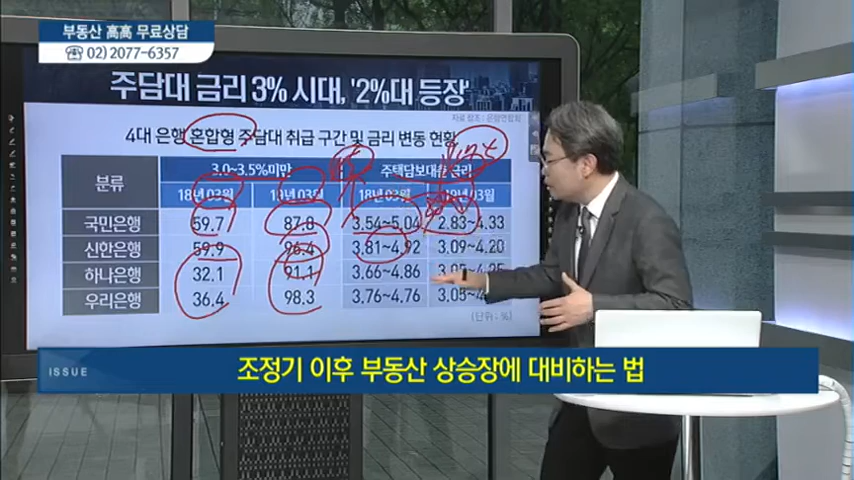 부동산 高高 무료상담
☎ 02) 2077-6357
주담대 금리 3% 시대, '2%대 등장'
자료 참조 : 은행연합회
4대 은행 혼합형 주담대 취급 구간 및 금리 변동 현황
분류 3.0~3.5%미만 주택담보대출 금리
18년 03월 19년 03월 18년 03월 19년 03월
국민은행 59.7 87.8 3.54~5.04 2.83~4.33
신한은행 59.9 96.4 3.81~4.92 3.09~4.20
하나은행 32.1 91.1 3.66~4.86
우리은행 36.4 98.3 3.76~4.76
(단위 : %)
ISSUE 조정기 이후 부동산 상승장에 대비하는 법